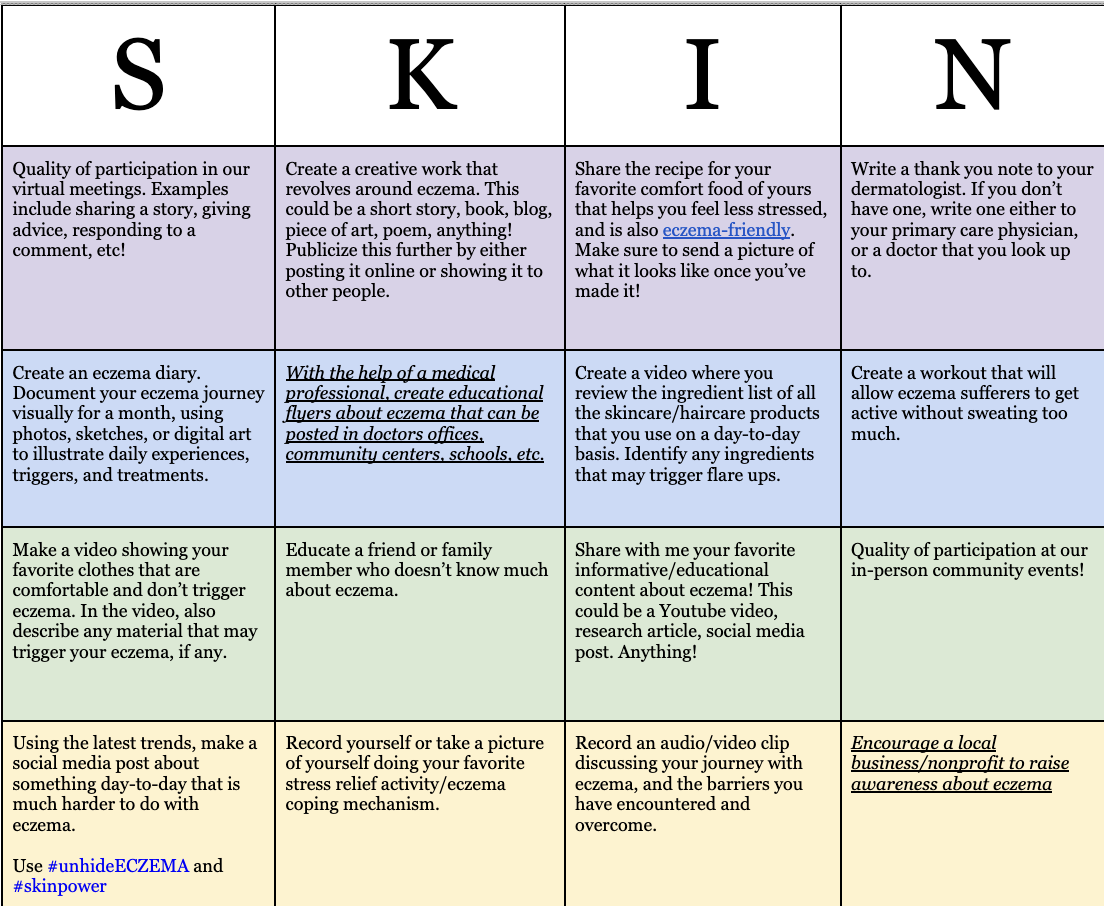 S
K
I
N
Quality of participation in our
virtual meetings. Examples
include sharing a story, giving
advice, responding to a
comment, etc!
Create a creative work that
revolves around eczema. This
could be a short story, book, blog,
piece of art, poem, anything!
Publicize this further by either
posting it online or showing it to
other people.
Share the recipe for your
favorite comfort food of yours
that helps you feel less stressed,
and is also eczema-friendly.
Make sure to send a picture of
what it looks like once you’ve
made it!
Write a thank you note to your
dermatologist. If you don’t
have one, write one either to
your primary care physician,
or a doctor that you look up
to.
Create an eczema diary.
Document your eczema journey
visually for a month, using
photos, sketches, or digital art
to illustrate daily experiences,
triggers, and treatments.
With the help of a medical
professional, create educational
flyers about eczema that can be
posted in doctors offices,
community centers, schools, etc.
Create a video where you
review the ingredient list of all
the skincare/haircare products
that you use on a day-to-day
basis. Identify any ingredients
that may trigger flare ups.
Create a workout that will
allow eczema sufferers to get
active without sweating too
much.
Make a video showing your
favorite clothes that are
comfortable and don’t trigger
eczema. In the video, also
describe any material that may
trigger your eczema, if any.
Educate a friend or family
member who doesn’t know much
about eczema.
Share with me your favorite
informative/educational
content about eczema! This
could be a Youtube video,
research article, social media
post. Anything!
Quality of participation at our
in-person community events!
Using the latest trends, make a
social media post about
something day-to-day that is
much harder to do with
eczema.
Use #unhideECZEMA and
#skinpower
Record yourself or take a picture
of yourself doing your favorite
stress relief activity/eczema
coping mechanism.
Record an audio/video clip
discussing your journey with
eczema, and the barriers you
have encountered and
overcome.
Encourage a local
business/nonprofit to raise
awareness about eczema